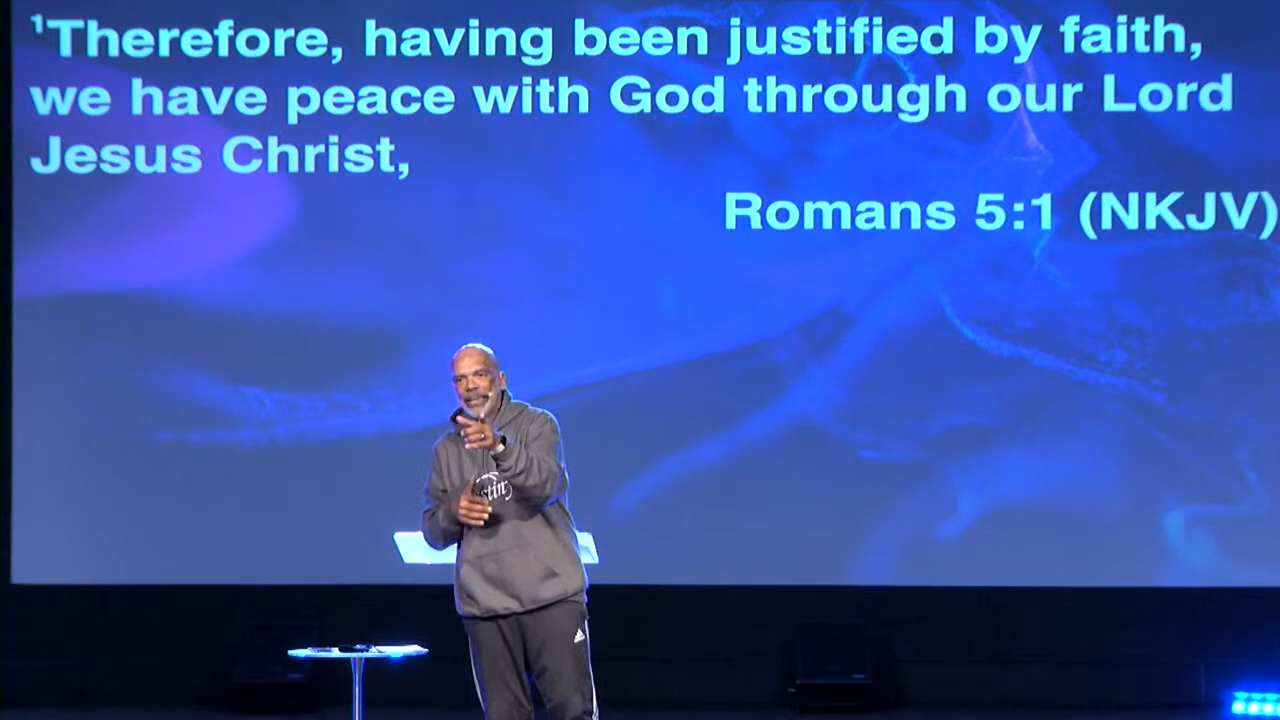 ¹Therefore, having been justified by faith,
we have peace with God through our Lord
Jesus Christ,
Romans 5:1 (NKJV)